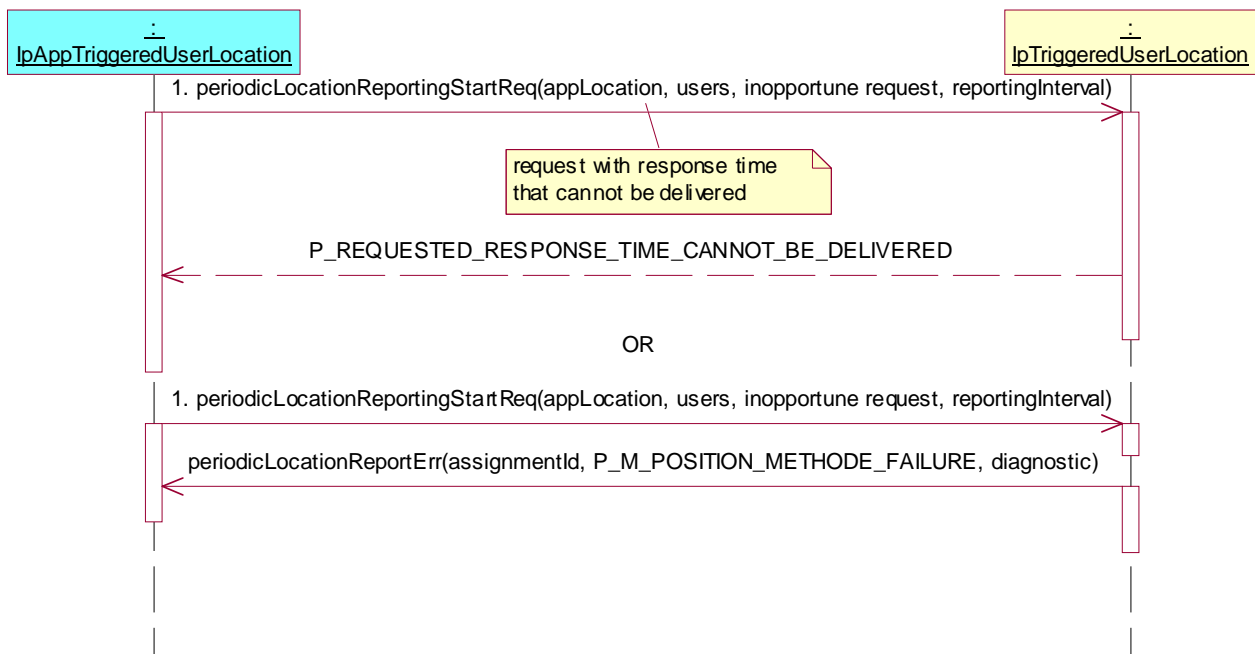 :
IpAppTriggeredUserLocation
:
IpTriggeredUserLocation
1. periodicLocationReportingStartReq(appLocation, users, inopportune request, reportingInterval)
request with response time
that cannot be delivered
P_REQUESTED_RESPONSE_TIME_CANNOT_BE_DELIVERED
OR
1. periodicLocationReportingStartReq(appLocation, users, inopportune request, reportingInterval)
periodicLocationReportErr(assignmentId, P_M_POSITION_METHODE_FAILURE, diagnostic)